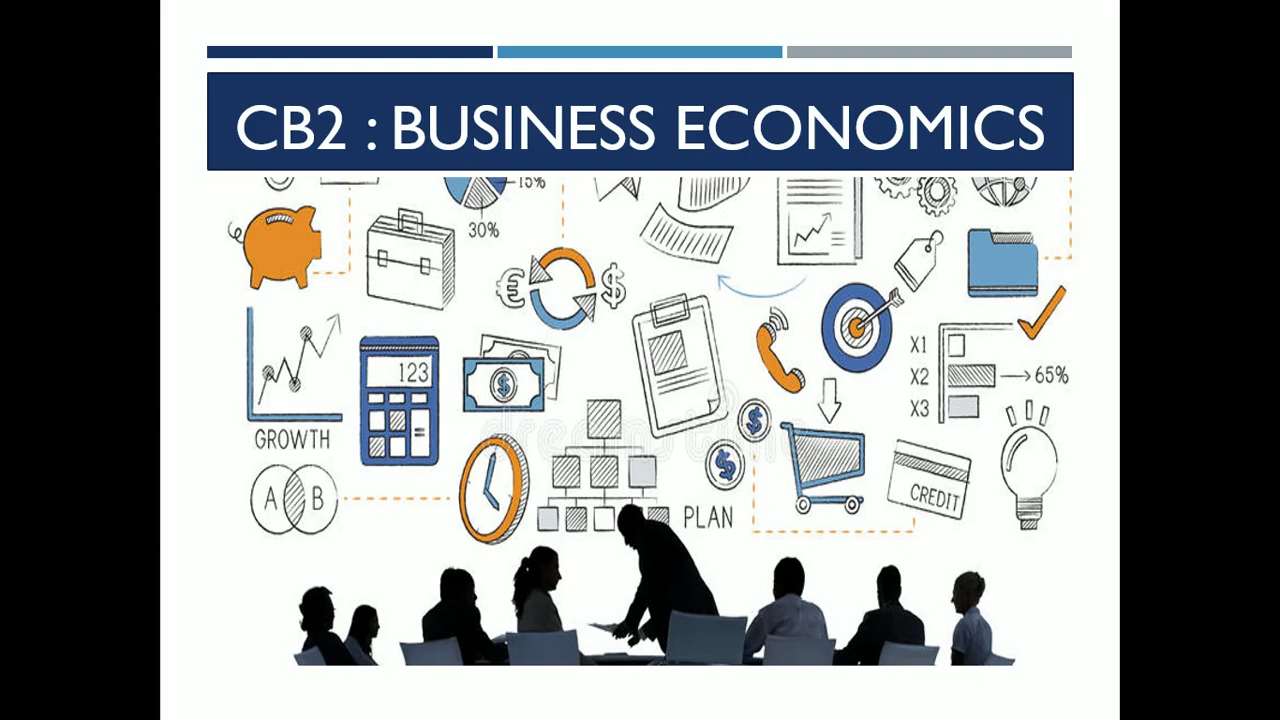 CB2 : BUSINESS ECONOMICS
15%
30%
€ $
X1
123
$
X2
65%
X3
$
GROWTH
$
A B
CREDIT
PLAN